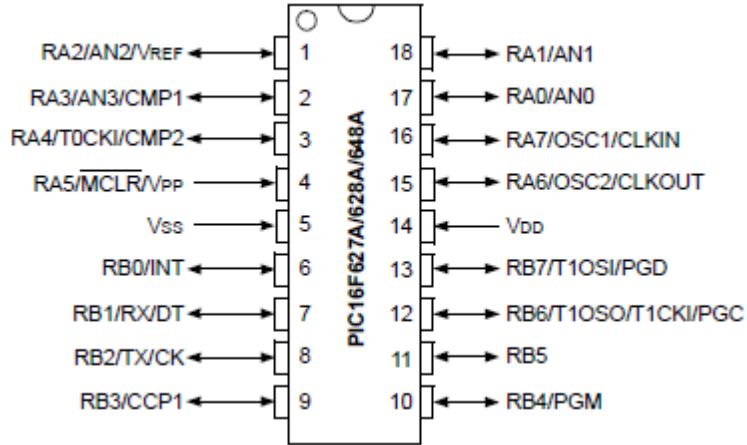 RA2/AN2/VREF 1 18 RA1/AN1
RA3/AN3/CMP1 2 17 RA0/AN0
RA4/T0CKI/CMP2 3 16 RA7/OSC1/CLKIN
RA5/MCLR/VPP 4 15 RA6/OSC2/CLKOUT
VSS 5 14 VDD
RB0/INT 6 13 RB7/T1OSI/PGD
RB1/RX/DT 7 12 RB6/T1OSO/T1CKI/PGC
RB2/TX/CK 8 11 RB5
RB3/CCP1 9 10 RB4/PGM
PIC16F627A/628A/648A